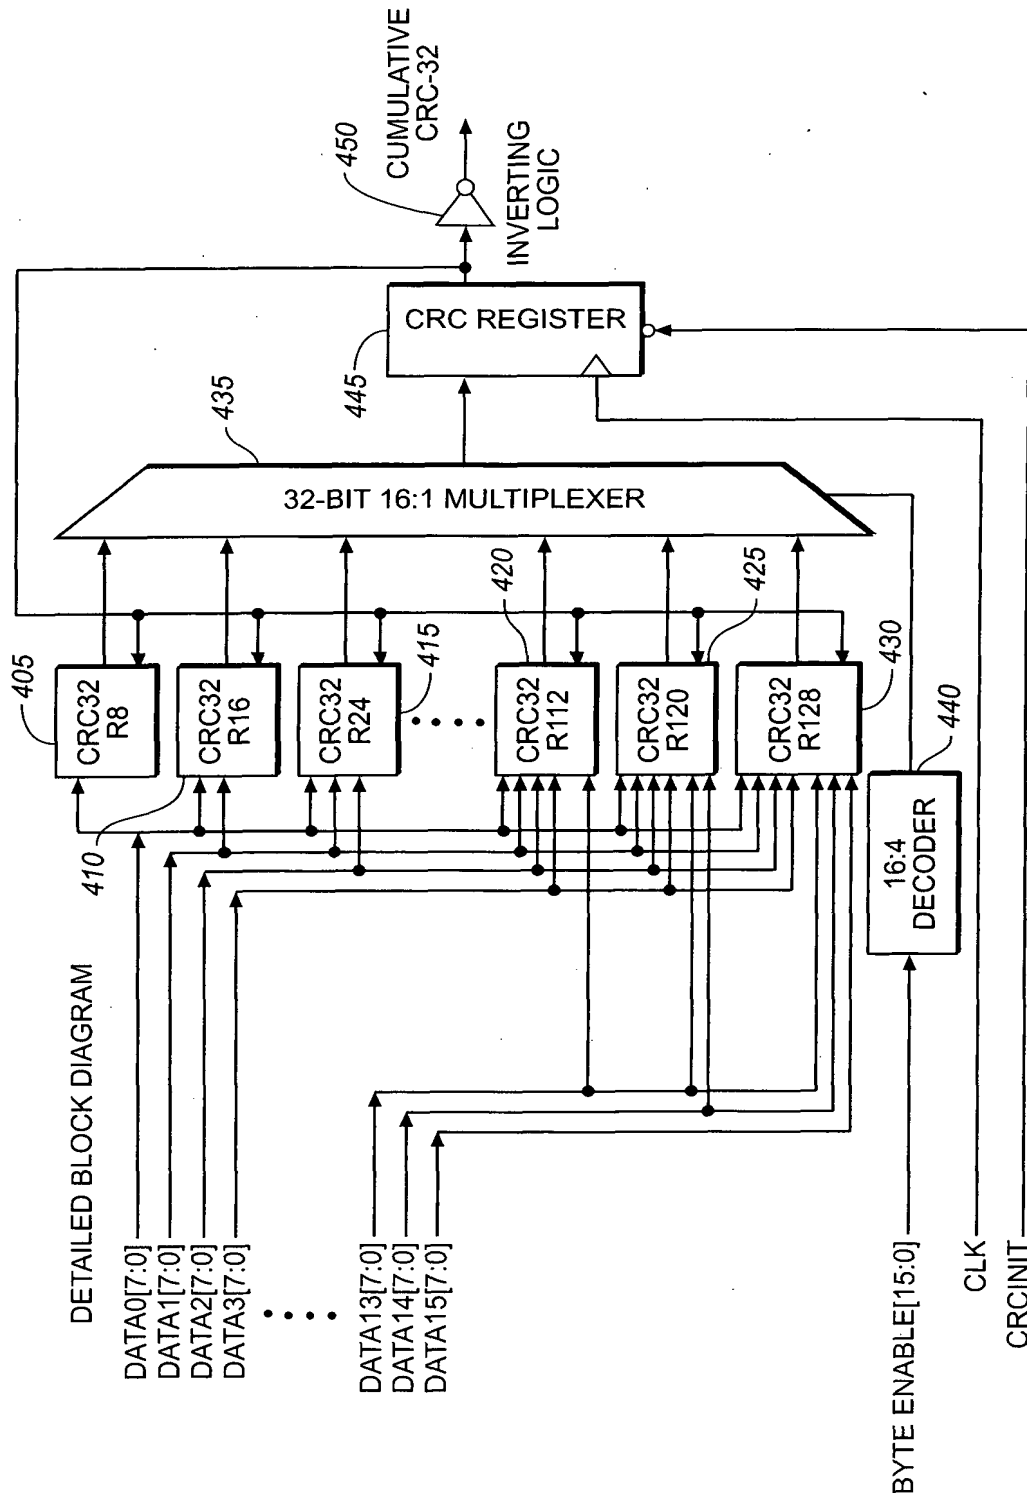 DETAILED BLOCK DIAGRAM
DATA0[7:0]
DATA1[7:0]
DATA2[7:0]
DATA3[7:0]
DATA13[7:0]
DATA14[7:0]
DATA15[7:0]
BYTE ENABLE[15:0]
CLK
CRCINIT
405
CRC32
R8
410
CRC32
R16
CRC32
R24
415
CRC32
R112
420
CRC32
R120
425
CRC32
R128
430
16:4
DECODER
440
32-BIT 16:1 MULTIPLEXER
435
CRC REGISTER
445
450
INVERTING
LOGIC
CUMULATIVE
CRC-32